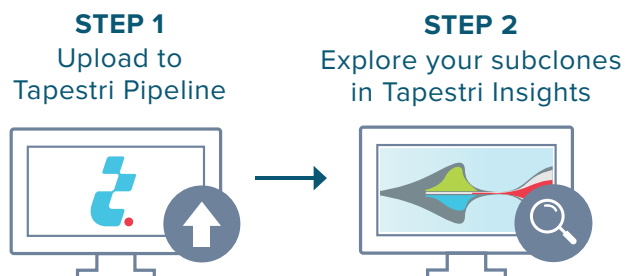 STEP 1
Upload to
Tapestri Pipeline
STEP 2
Explore your subclones
in Tapestri Insights